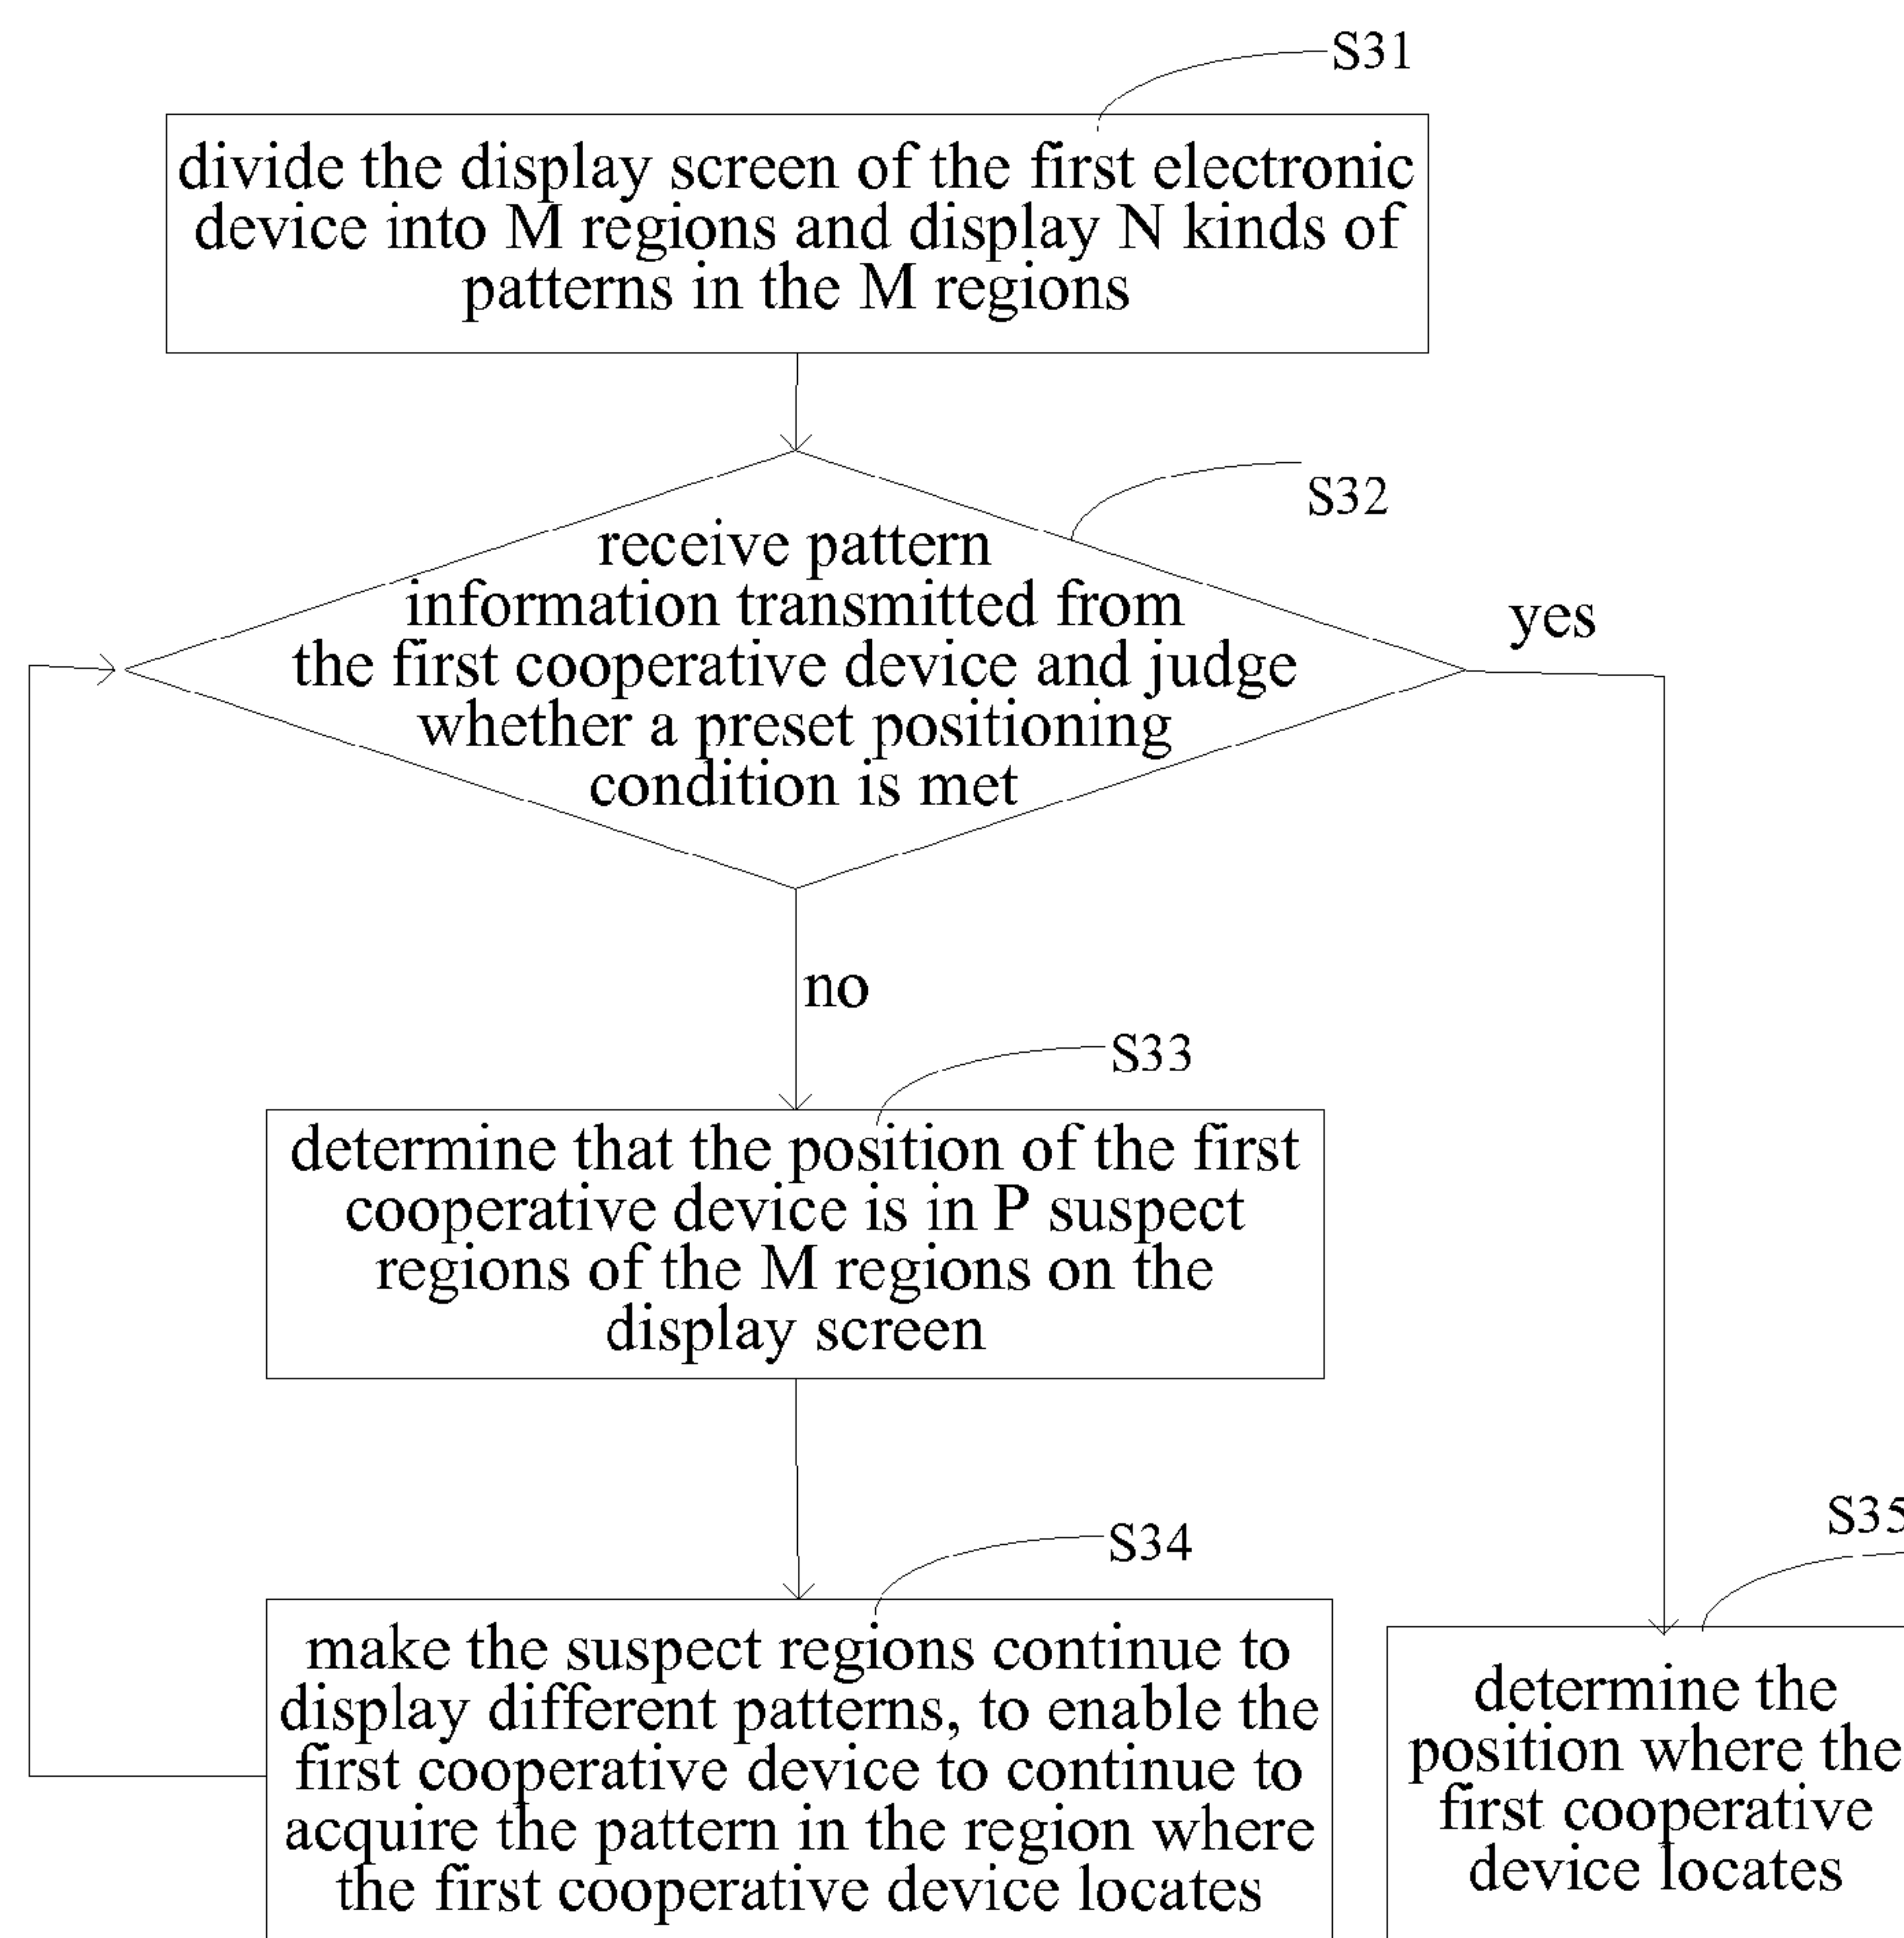 S31
divide the display screen of the first electronic
device into M regions and display N kinds of
patterns in the M regions
S32
receive pattern
information transmitted from
the first cooperative device and judge
whether a preset positioning
condition is met
yes
no
S33
determine that the position of the first
cooperative device is in P suspect
regions of the M regions on the
display screen
S34
make the suspect regions continue to
display different patterns, to enable the
first cooperative device to continue to
acquire the pattern in the region where
the first cooperative device locates
S35
determine the
position where the
first cooperative
device locates